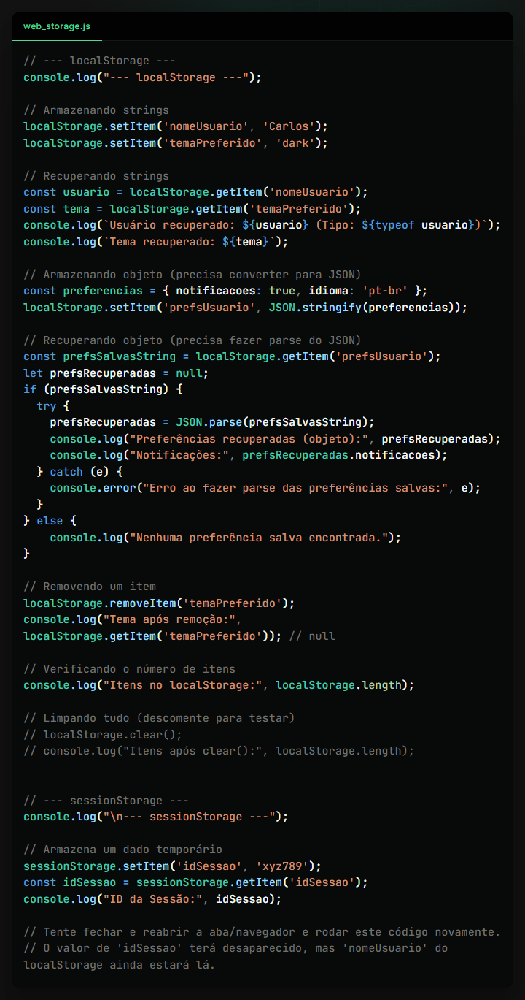 web_storage.js
// --- localStorage ---
console.log("--- localStorage ---");
// Armazenando strings
localStorage.setItem('nomeUsuario', 'Carlos');
localStorage.setItem('temaPreferido', 'dark');
// Recuperando strings
const usuario = localStorage.getItem('nomeUsuario');
const tema = localStorage.getItem('temaPreferido');
console.log(`Usuário recuperado: ${usuario} (Tipo: ${typeof usuario})`);
console.log(`Tema recuperado: ${tema}`);
// Armazenando objeto (precisa converter para JSON)
const preferencias = { notificacoes: true, idioma: 'pt-br' };
localStorage.setItem('prefsUsuario', JSON.stringify(preferencias));
// Recuperando objeto (precisa fazer parse do JSON)
const prefsSalvasString = localStorage.getItem('prefsUsuario');
let prefsRecuperadas = null;
if (prefsSalvasString) {
  try {
    prefsRecuperadas = JSON.parse(prefsSalvasString);
    console.log("Preferências recuperadas (objeto):", prefsRecuperadas);
    console.log("Notificações:", prefsRecuperadas.notificacoes);
  } catch (e) {
    console.error("Erro ao fazer parse das preferências salvas:", e);
  }
} else {
    console.log("Nenhuma preferência salva encontrada.");
}
// Removendo um item
localStorage.removeItem('temaPreferido');
console.log("Tema após remoção:",
localStorage.getItem('temaPreferido')); // null
// Verificando o número de itens
console.log("Itens no localStorage:", localStorage.length);
// Limpando tudo (descomente para testar)
// localStorage.clear();
// console.log("Itens após clear():", localStorage.length);
// --- sessionStorage ---
console.log("\n--- sessionStorage ---");
// Armazena um dado temporário
sessionStorage.setItem('idSessao', 'xyz789');
const idSessao = sessionStorage.getItem('idSessao');
console.log("ID da Sessão:", idSessao);
// Tente fechar e reabrir a aba/navegador e rodar este código novamente.
// O valor de 'idSessao' terá desaparecido, mas 'nomeUsuario' do
localStorage ainda estará lá.